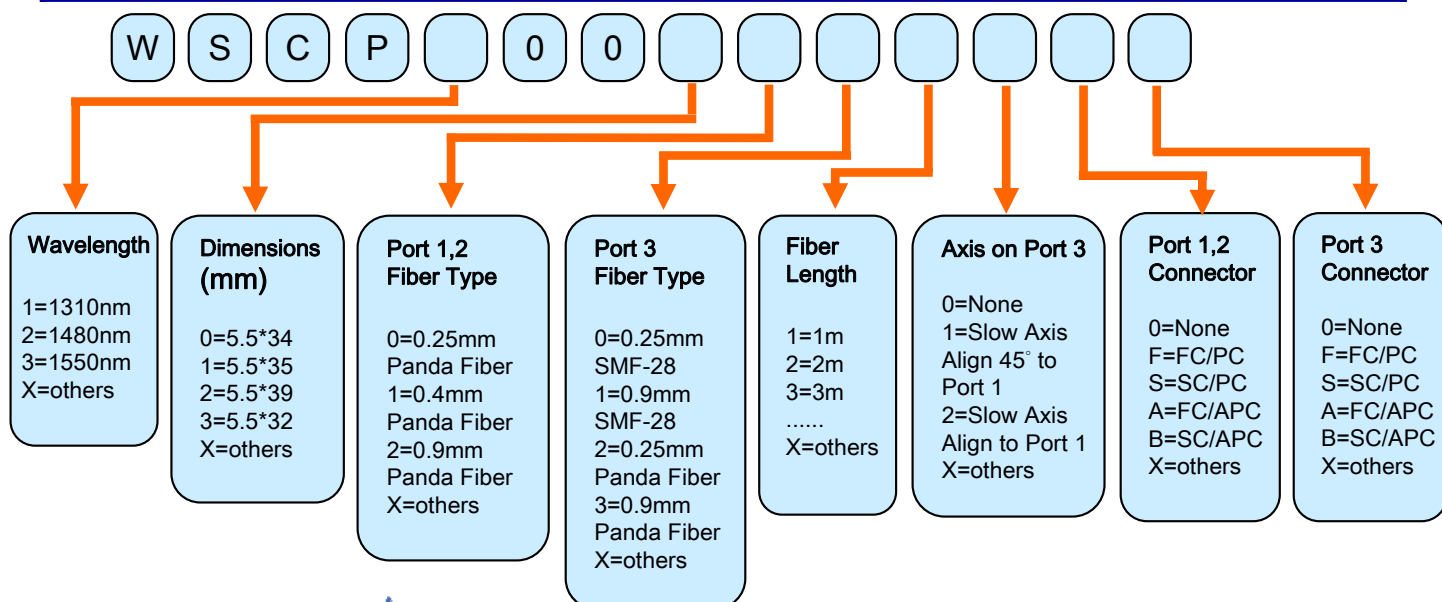 W S C P 0 0
Wavelength
1=1310nm
2=1480nm
3=1550nm
X=others
Dimensions
(mm)
0=5.5*34
1=5.5*35
2=5.5*39
3=5.5*32
X=others
Port 1,2
Fiber Type
0=0.25mm
Panda Fiber
1=0.4mm
Panda Fiber
2=0.9mm
Panda Fiber
X=others
Port 3
Fiber Type
0=0.25mm
SMF-28
1=0.9mm
SMF-28
2=0.25mm
Panda Fiber
3=0.9mm
Panda Fiber
X=others
Fiber
Length
1=1m
2=2m
3=3m
......
X=others
Axis on Port 3
0=None
1=Slow Axis
Align 45° to
Port 1
2=Slow Axis
Align to Port 1
X=others
Port 1,2
Connector
0=None
F=FC/PC
S=SC/PC
A=FC/APC
B=SC/APC
X=others
Port 3
Connector
0=None
F=FC/PC
S=SC/PC
A=FC/APC
B=SC/APC
X=others